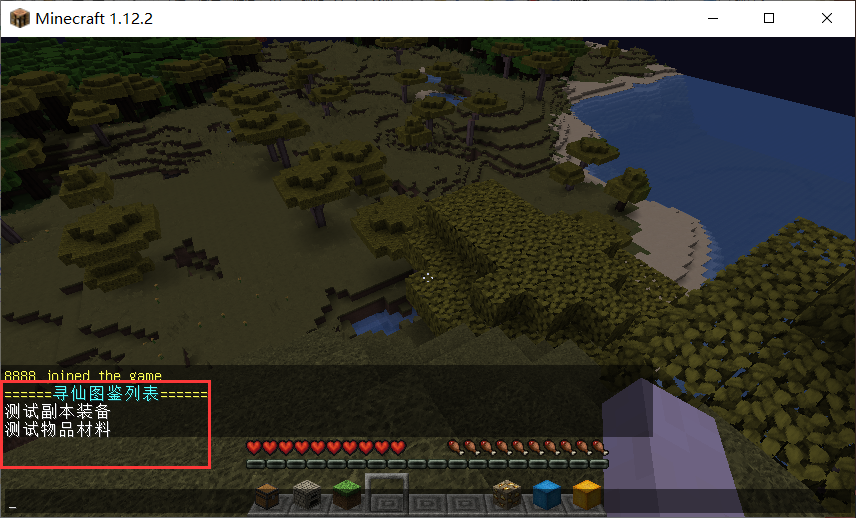 Minecraft 1.12.2
8888 joined the game
======寻仙图鉴列表======
测试副本装备
测试物品材料
_